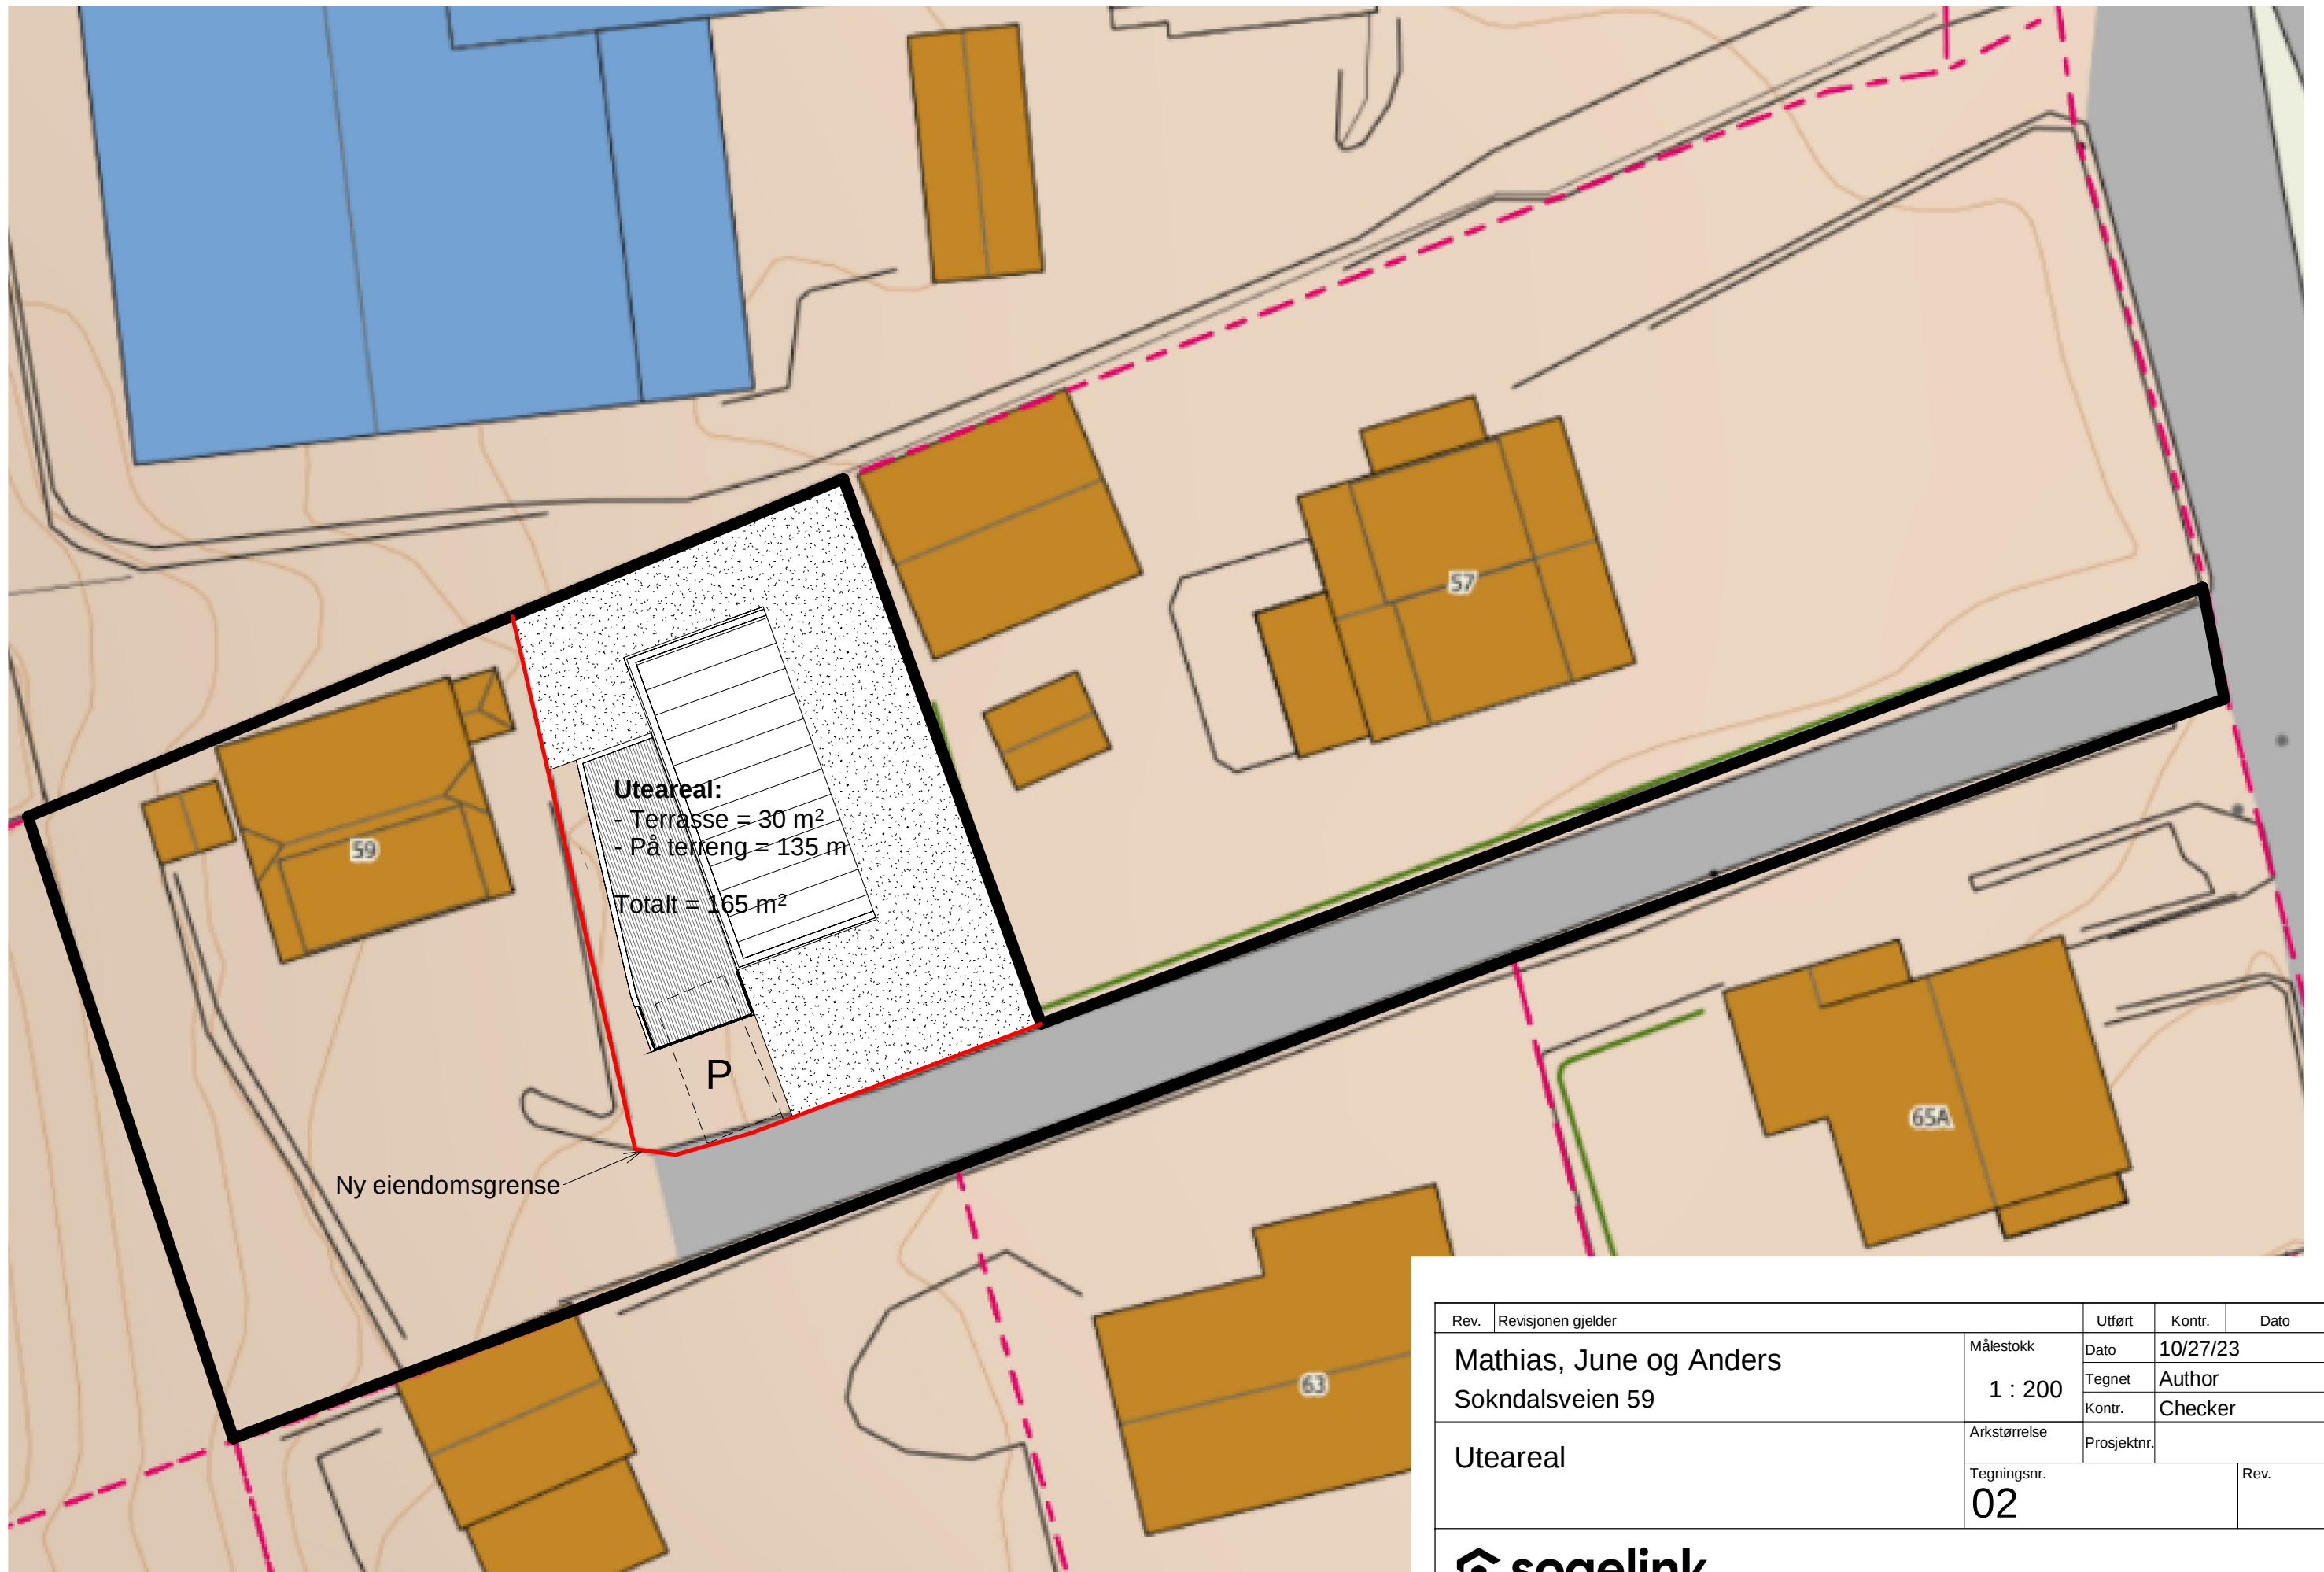 57
Uteareal:
- Terrasse = 30 m²
- På terreng = 135 m
Totalt = 165 m²
59
P
65A
Ny eiendomsgrense
63
Rev. Revisjonen gjelder Utført Kontr. Dato
Mathias, June og Anders
Sokndalsveien 59
Målestokk
1 : 200
Dato 10/27/23
Tegnet Author
Kontr. Checker
Uteareal
Arkstørrelse
Prosjektnr.
Tegningsnr.
02
Rev.
sogelink